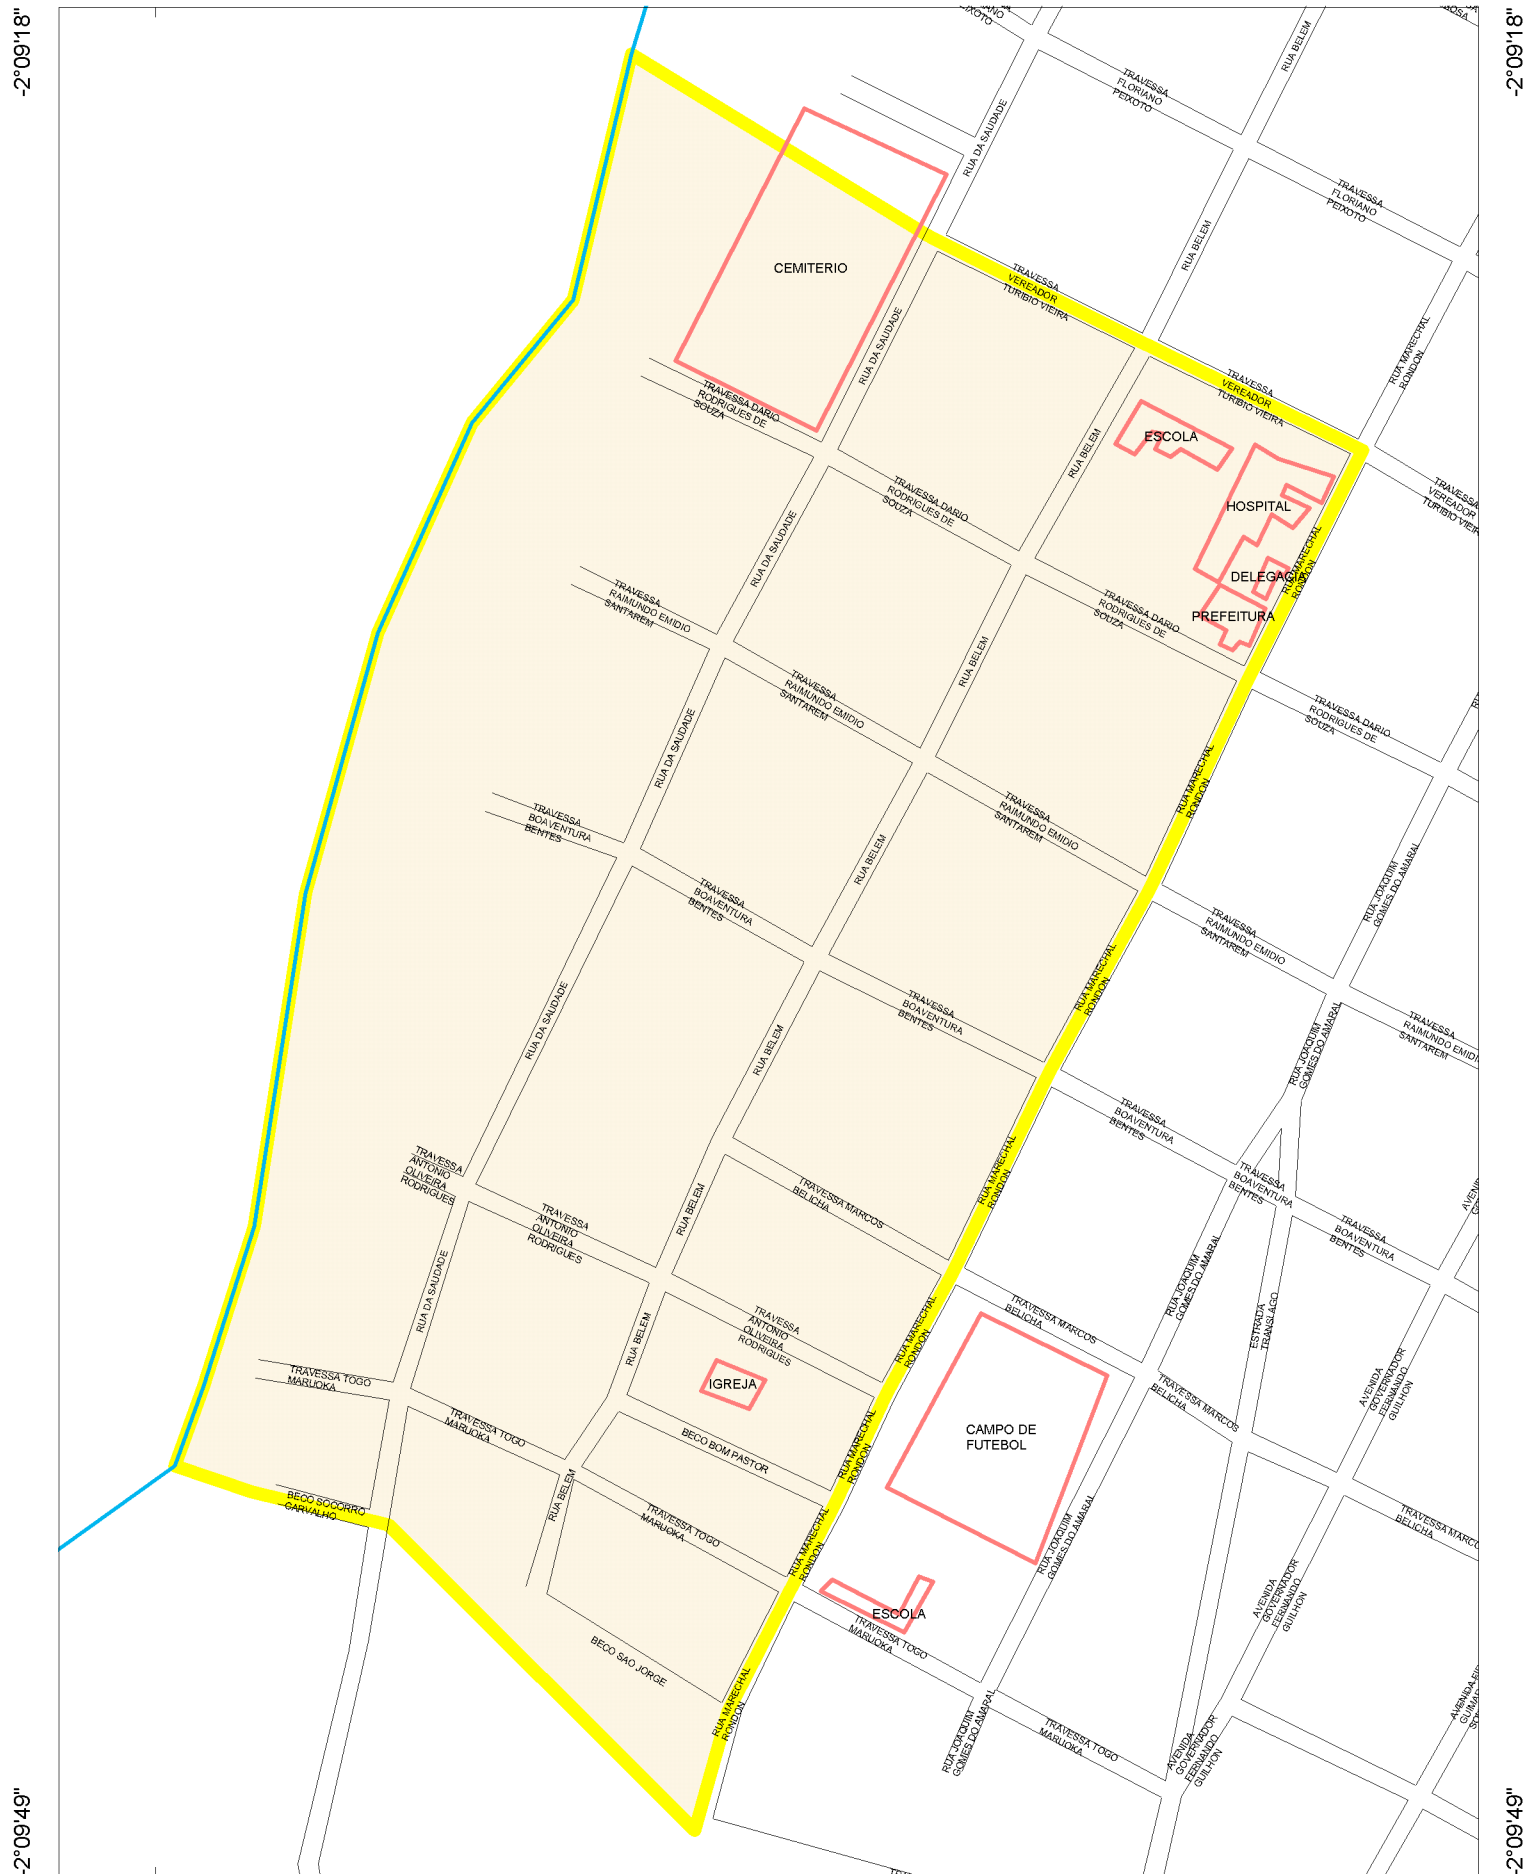 -2°09'18"
-2°09'18"
PEIXOTO
RUA BELEM
TRAVESSA
FLORIANO
PEIXOTO
RUA DA SAUDADE
TRAVESSA
FLORIANO
PEIXOTO
RUA BELEM
CEMITERIO
TRAVESSA
VEREADOR
TURIBIO VIEIRA
RUA DA SAUDADE
RUA MARECHAL
RONDON
TRAVESSA
VEREADOR
TURIBIO VIEIRA
TRAVESSA DARIO
RODRIGUES DE
SOUZA
ESCOLA
RUA BELEM
TRAVESSA DARIO
RODRIGUES DE
SOUZA
TRAVESSA
VEREADOR
TURIBIO VIEIR
HOSPITAL
RUA DA SAUDADE
RUA MARECHAL
RONDON
DELEGACIA
PREFEITURA
TRAVESSA
RAIMUNDO EMIDIO
SANTAREM
TRAVESSA DARIO
RODRIGUES DE
SOUZA
RUA BELEM
TRAVESSA
RAIMUNDO EMIDIO
SANTAREM
TRAVESSA DARIO
RODRIGUES DE
SOUZA
RUA DA SAUDADE
RUA MARECHAL
RONDON
TRAVESSA
BOAVENTURA
BENTES
TRAVESSA
RAIMUNDO EMIDIO
SANTAREM
RUA BELEM
RUA JOAQUIM
GOMES DO AMARAL
TRAVESSA
BOAVENTURA
BENTES
TRAVESSA
RAIMUNDO EMIDIO
SANTAREM
RUA MARECHAL
RONDON
RUA DA SAUDADE
TRAVESSA
BOAVENTURA
BENTES
RUA BELEM
RUA JOAQUIM
GOMES DO AMARAL
TRAVESSA
RAIMUNDO EMIDI
SANTAREM
TRAVESSA
BOAVENTURA
BENTES
TRAVESSA
ANTONIO
OLIVEIRA
RODRIGUES
RUA MARECHAL
RONDON
TRAVESSA
BOAVENTURA
BENTES
TRAVESSA MARCOS
BELICHA
RUA BELEM
TRAVESSA
ANTONIO
OLIVEIRA
RODRIGUES
TRAVESSA
BOAVENTURA
BENTES
RUA JOAQUIM
GOMES DO AMARAL
RUA DA SAUDADE
TRAVESSA MARCOS
BELICHA
ESTRADA
TRANSLAGO
TRAVESSA
ANTONIO
OLIVEIRA
RODRIGUES
RUA MARECHAL
RONDON
RUA BELEM
AVENIDA
GOVERNADOR
FERNANDO
GUILHON
TRAVESSA TOGO
MARUOKA
IGREJA
TRAVESSA MARCOS
BELICHA
TRAVESSA TOGO
MARUOKA
CAMPO DE
FUTEBOL
BECO BOM PASTOR
RUA MARECHAL
RONDON
BECO SOCORRO
CARVALHO
RUA BELEM
TRAVESSA TOGO
MARUOKA
RUA MARECHAL
RONDON
RUA JOAQUIM
GOMES DO AMARAL
TRAVESSA MARCO
BELICHA
AVENIDA
GOVERNADOR
FERNANDO
GUILHON
ESCOLA
TRAVESSA TOGO
MARUOKA
BECO SAO JORGE
RUA MARECHAL
RONDON
RUA JOAQUIM
GOMES DO AMARAL
TRAVESSA TOGO
MARUOKA
AVENIDA
GOVERNADOR
FERNANDO
GUILHON
-2°09'49"
-2°09'49"